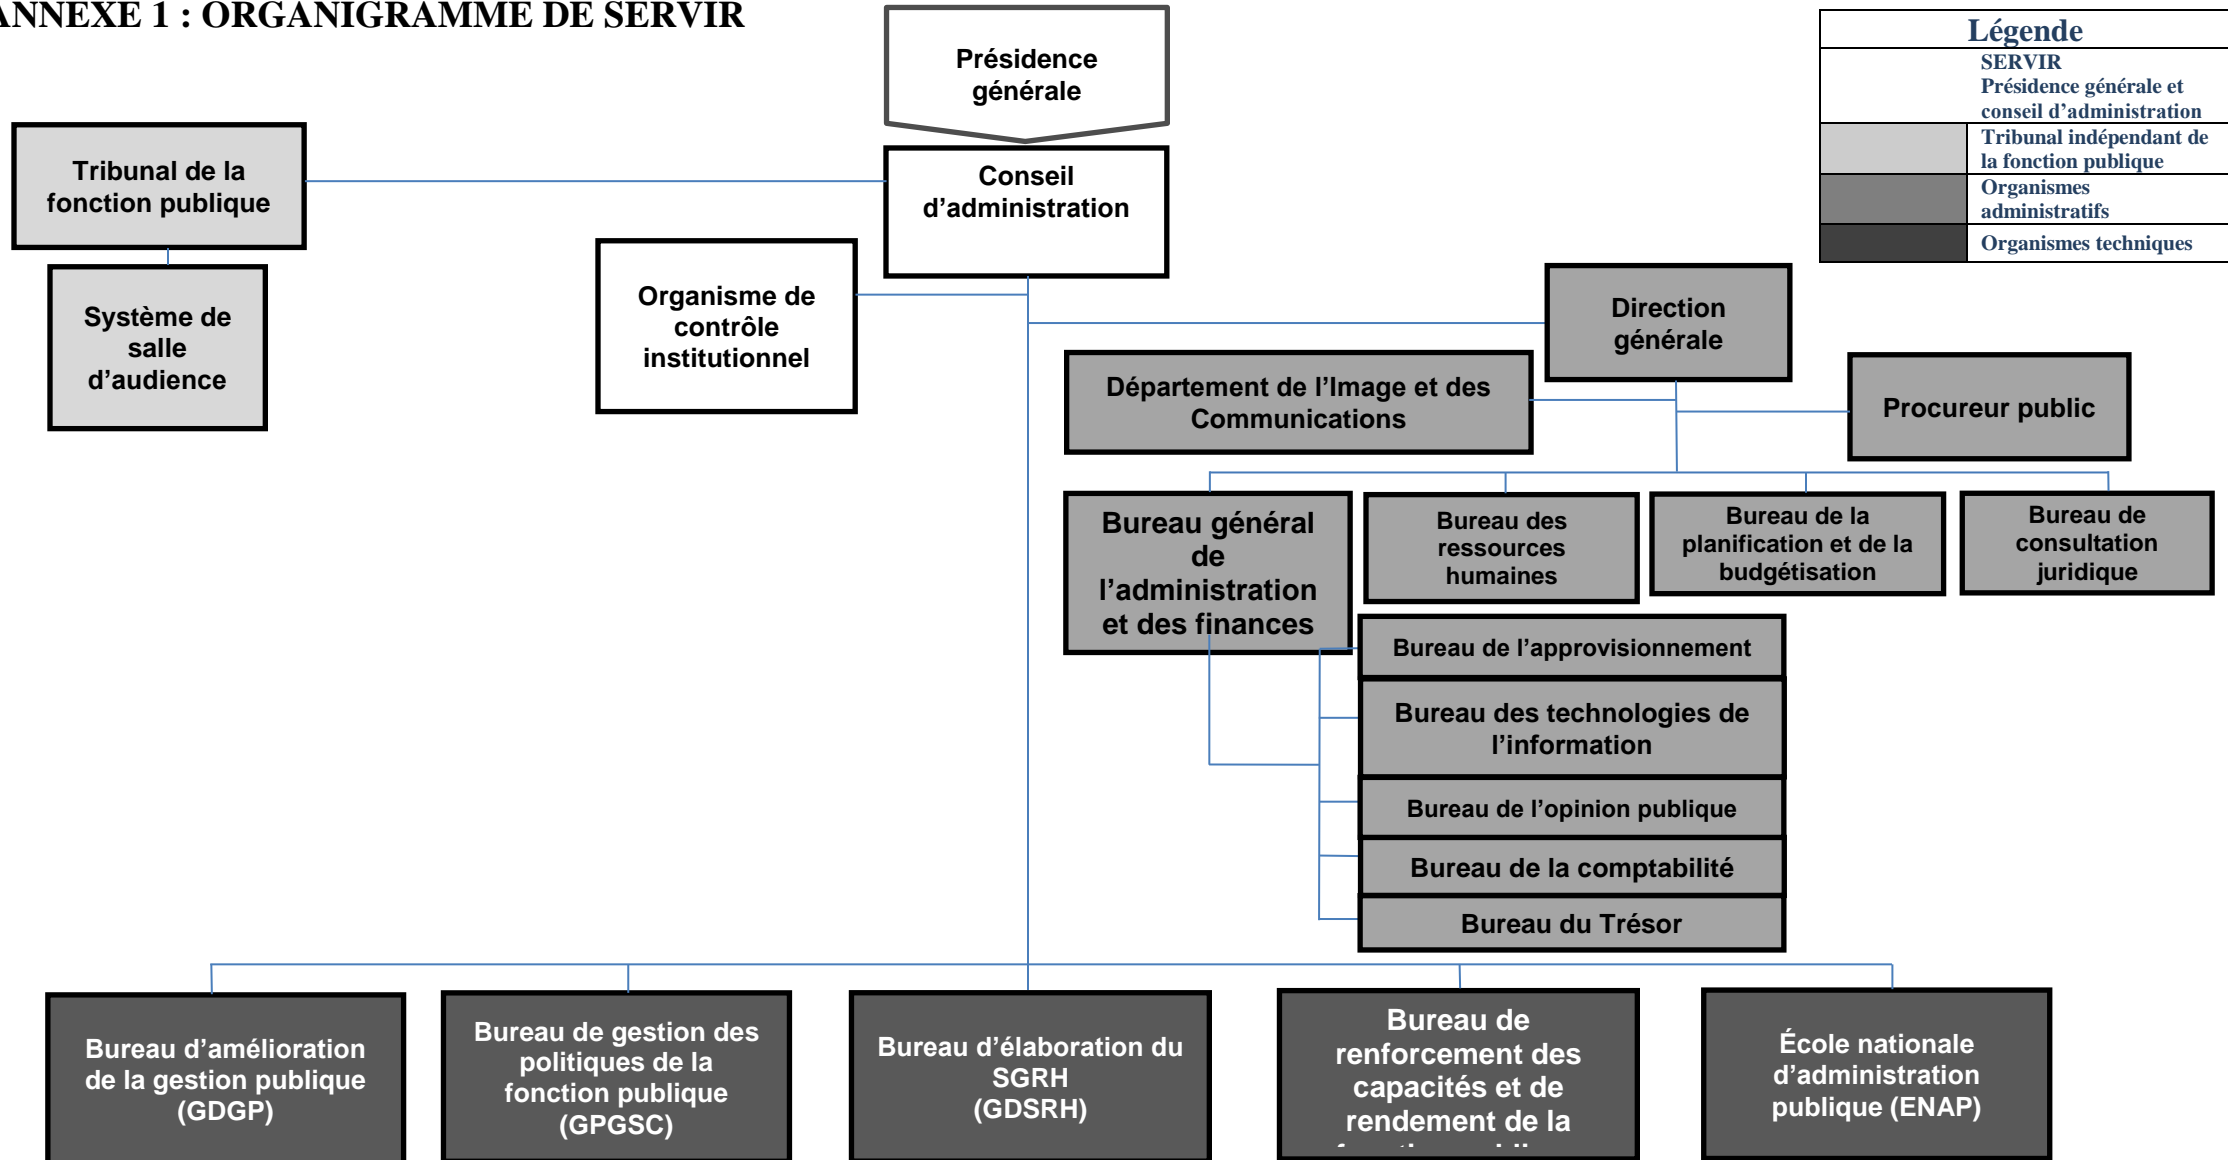 ANNEXE 1 : ORGANIGRAMME DE SERVIR
Présidence
générale
Légende
SERVIR
Présidence générale et
conseil d’administration
Tribunal indépendant de
la fonction publique
Organismes
administratifs
Organismes techniques
Tribunal de la
fonction publique
Conseil
d’administration
Système de
salle
d’audience
Organisme de
contrôle
institutionnel
Direction
générale
Département de l’Image et des
Communications
Procureur public
Bureau général
de
l’administration
et des finances
Bureau des
ressources
humaines
Bureau de la
planification et de la
budgétisation
Bureau de
consultation
juridique
Bureau de l’approvisionnement
Bureau des technologies de
l’information
Bureau de l’opinion publique
Bureau de la comptabilité
Bureau du Trésor
Bureau d’amélioration
de la gestion publique
(GDGP)
Bureau de gestion des
politiques de la
fonction publique
(GPGSC)
Bureau d’élaboration du
SGRH
(GDSRH)
Bureau de
renforcement des
capacités et de
rendement de la
École nationale
d’administration
publique (ENAP)